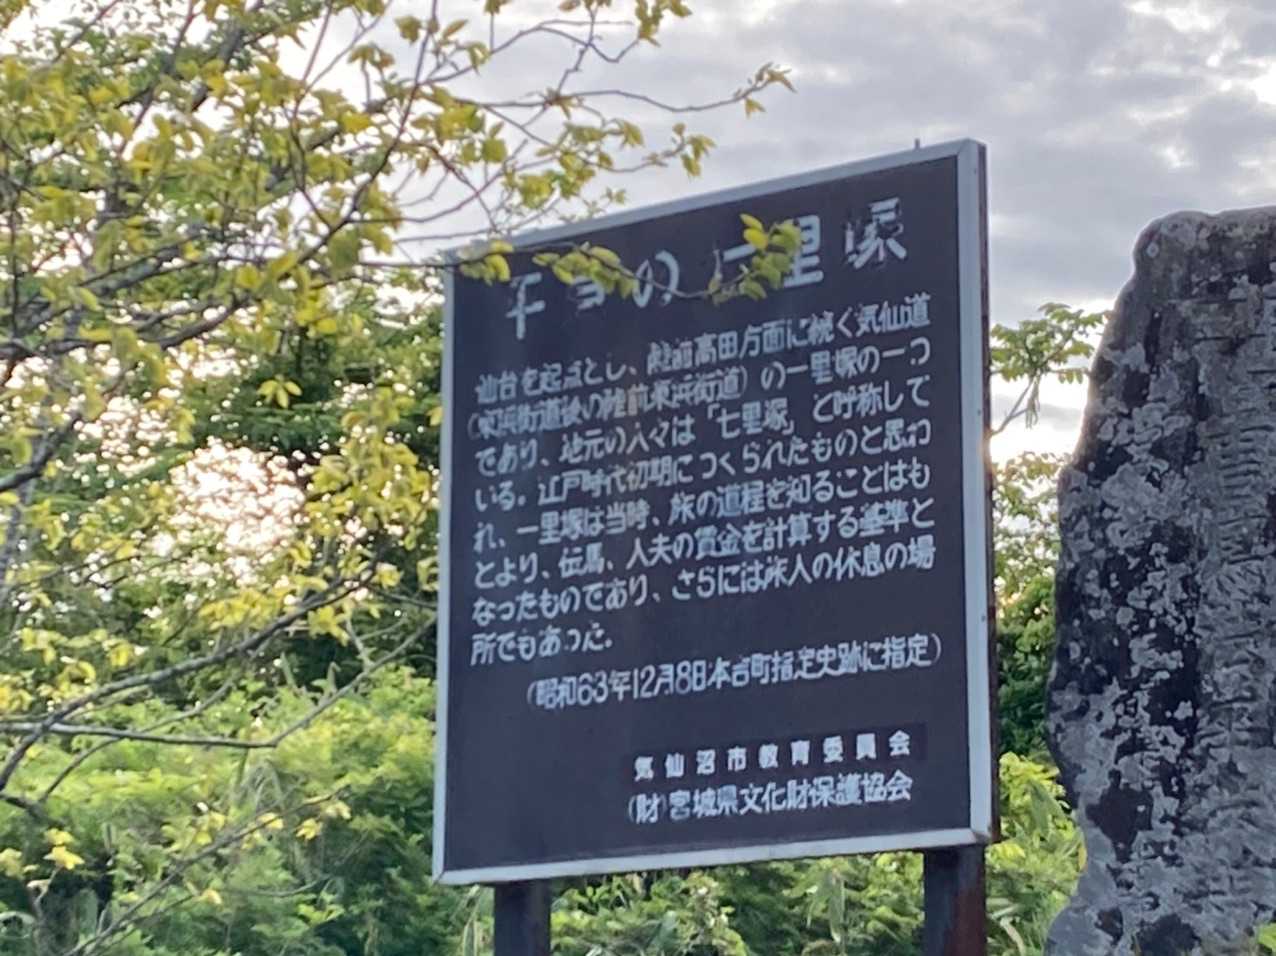 の一里塚
仙台を起点とし、高田方面に続く気仙道
(東浜街道後の陸前東浜街道)の一里塚の一つ
であり、地元の人々は「七里塚」と呼称して
いる。江戸時代初期につくられたものと思わ
れ、一里塚は当時、旅の道程を知ることはも
とより、伝馬、人夫の賃金を計算する基準と
なったものであり、さらには旅人の休息の場
所でもあった。
(昭和63年12月8日本吉町指定史跡に指定)
気仙沼市教育委員会
(財)宮城県文化財保護協会